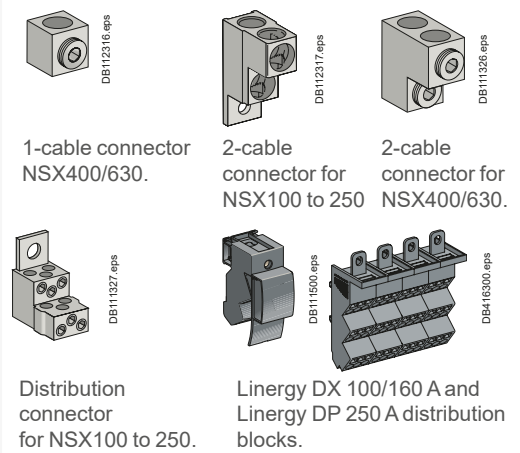 DB112316.eps
DB112317.eps
DB111326.eps
1-cable connector
NSX400/630.
2-cable
connector for
NSX100 to 250
2-cable
connector for
NSX400/630.
DB111327.eps
DB111500.eps
DB416300.eps
Distribution
connector
for NSX100 to 250.
Linergy DX 100/160 A and
Linergy DP 250 A distribution
blocks.